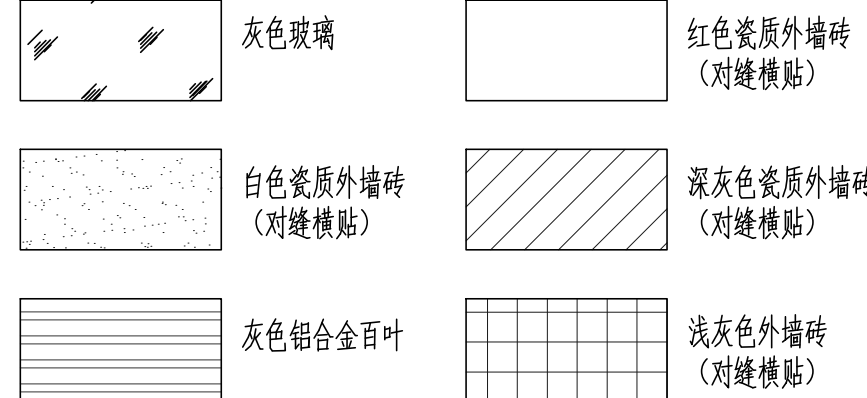 灰色玻璃
红色瓷质外墙砖
（对缝横贴）
白色瓷质外墙砖
（对缝横贴）
深灰色瓷质外墙砖
（对缝横贴）
灰色铝合金百叶
浅灰色外墙砖
（对缝横贴）